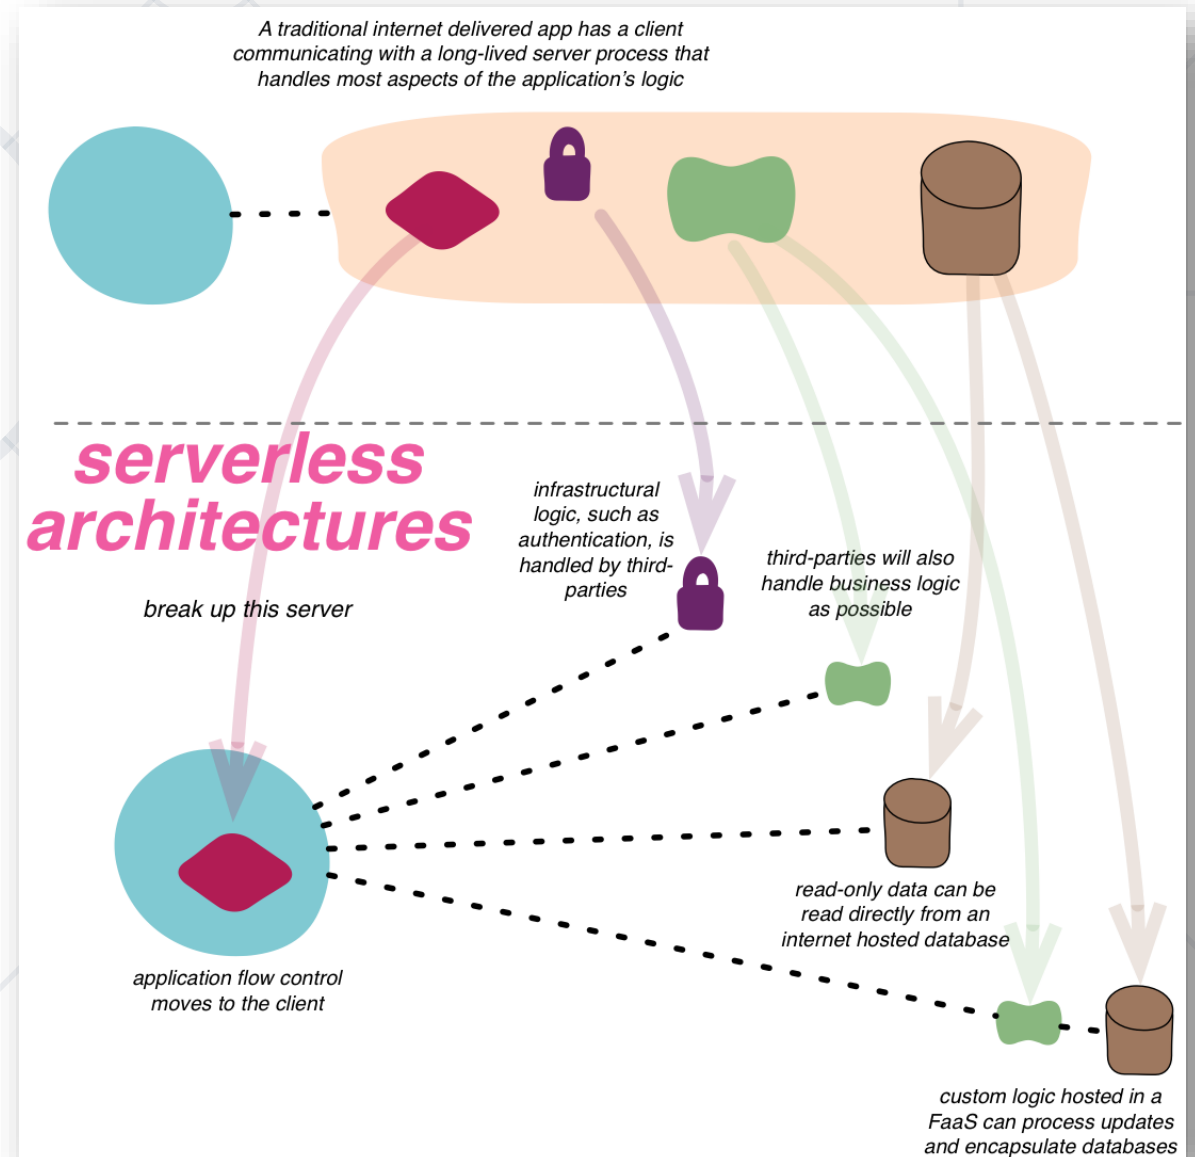 A traditional internet delivered app has a client
communicating with a long-lived server process that
handles most aspects of the application's logic
serverless
architectures
break up this server
infrastructural
logic, such as
authentication, is
handled by third-
parties
third-parties will also
handle business logic
as possible
read-only data can be
read directly from an
internet hosted database
application flow control
moves to the client
custom logic hosted in a
FaaS can process updates
and encapsulate databases